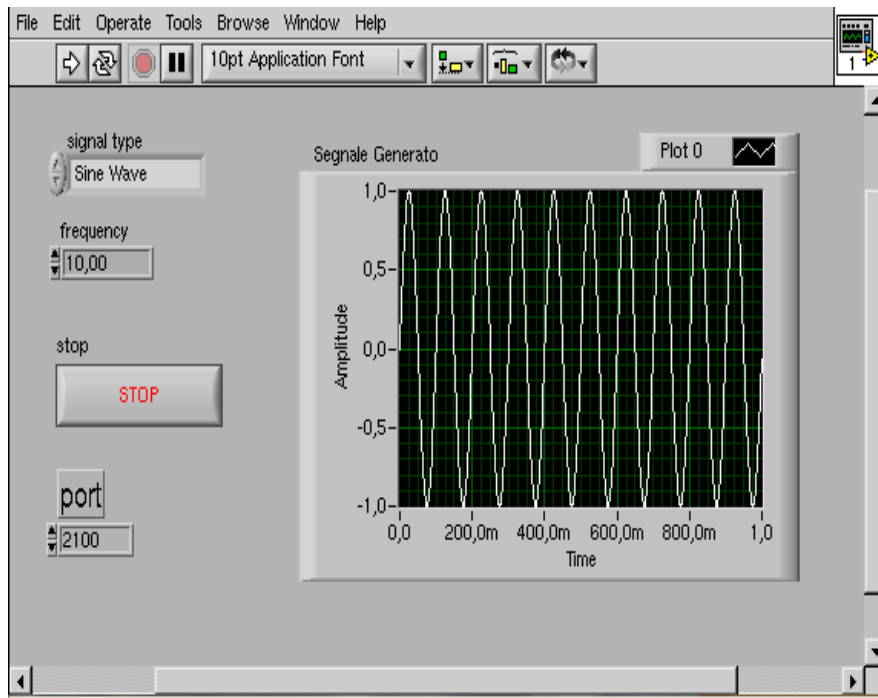 File Edit Operate Tools Browse Window Help
10pt Application Font
1
signal type
Sine Wave
frequency
10,00
stop
STOP
port
2100
Segnale Generato
Plot 0
Amplitude
1,0
0,5
0,0
-0,5
-1,0
0,0 200,0m 400,0m 600,0m 800,0m 1,0
Time